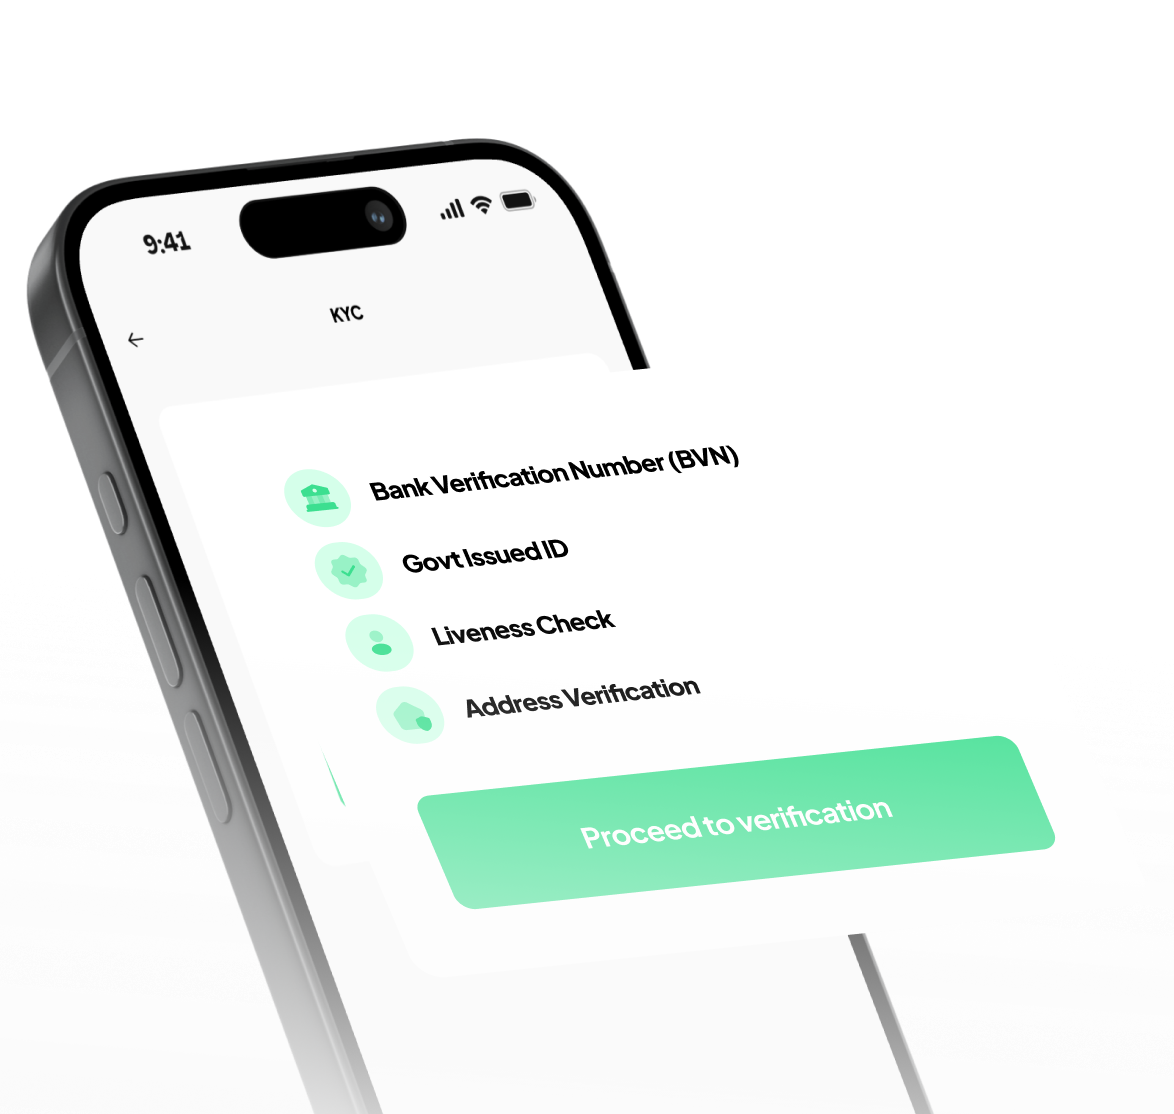 9:41
KYC
Bank Verification Number (BVN)
Govt Issued ID
Liveness Check
Address Verification
Proceed to verification